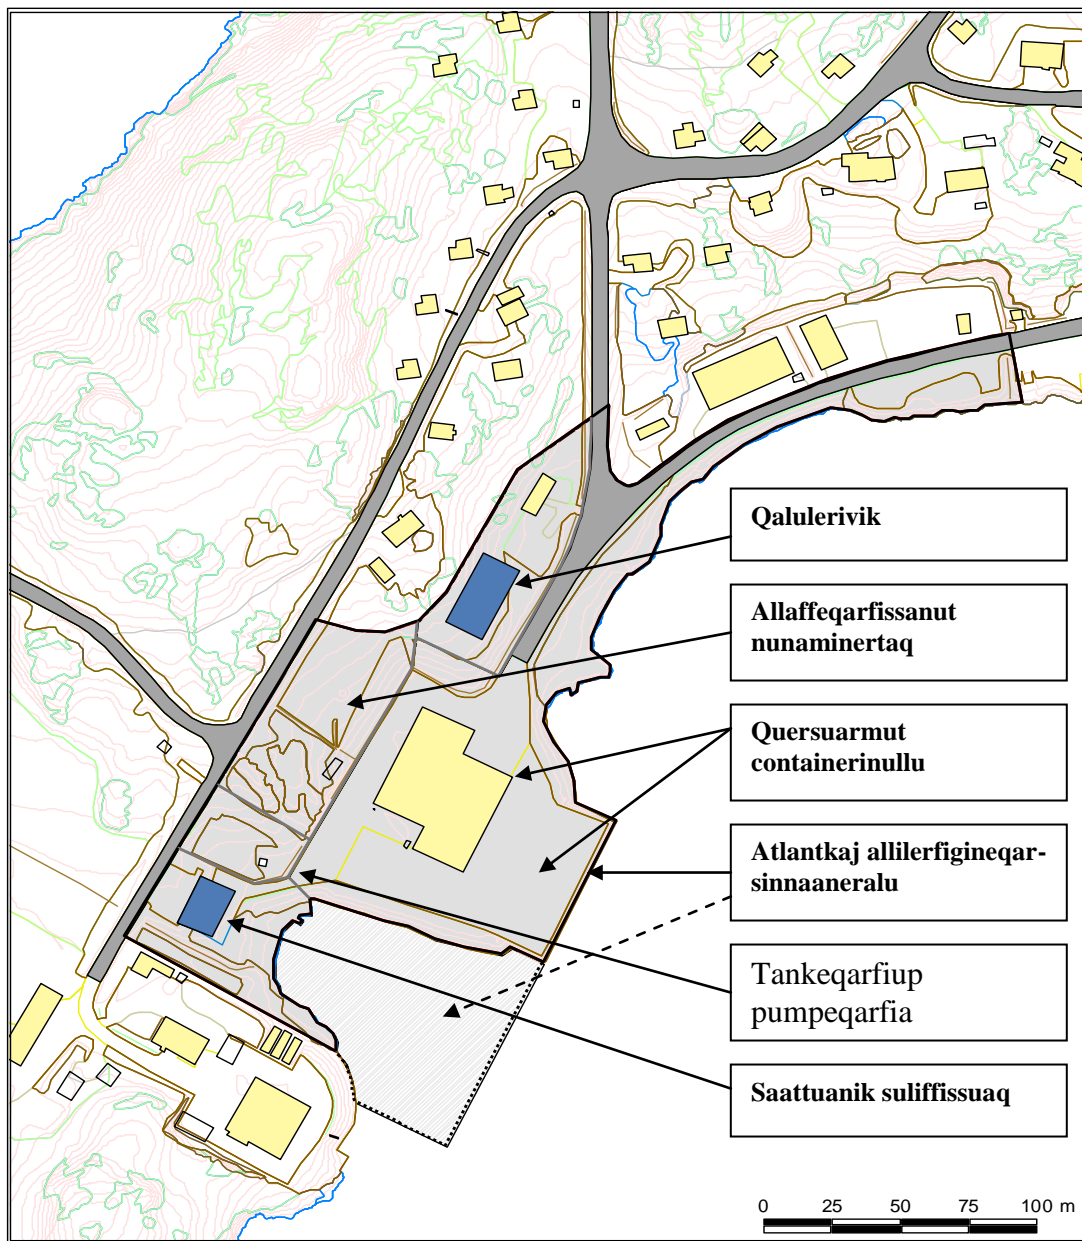 Qalulerivik
Allaffeqarfissanut
nunaminertaq
Quersuarmut
containerinullu
Atlantkaj allilerfigineqar-
sinnaaneralu
Tankeqarfiup
pumpeqarfia
Saattuanik suliffissuaq
0 25 50 75 100 m